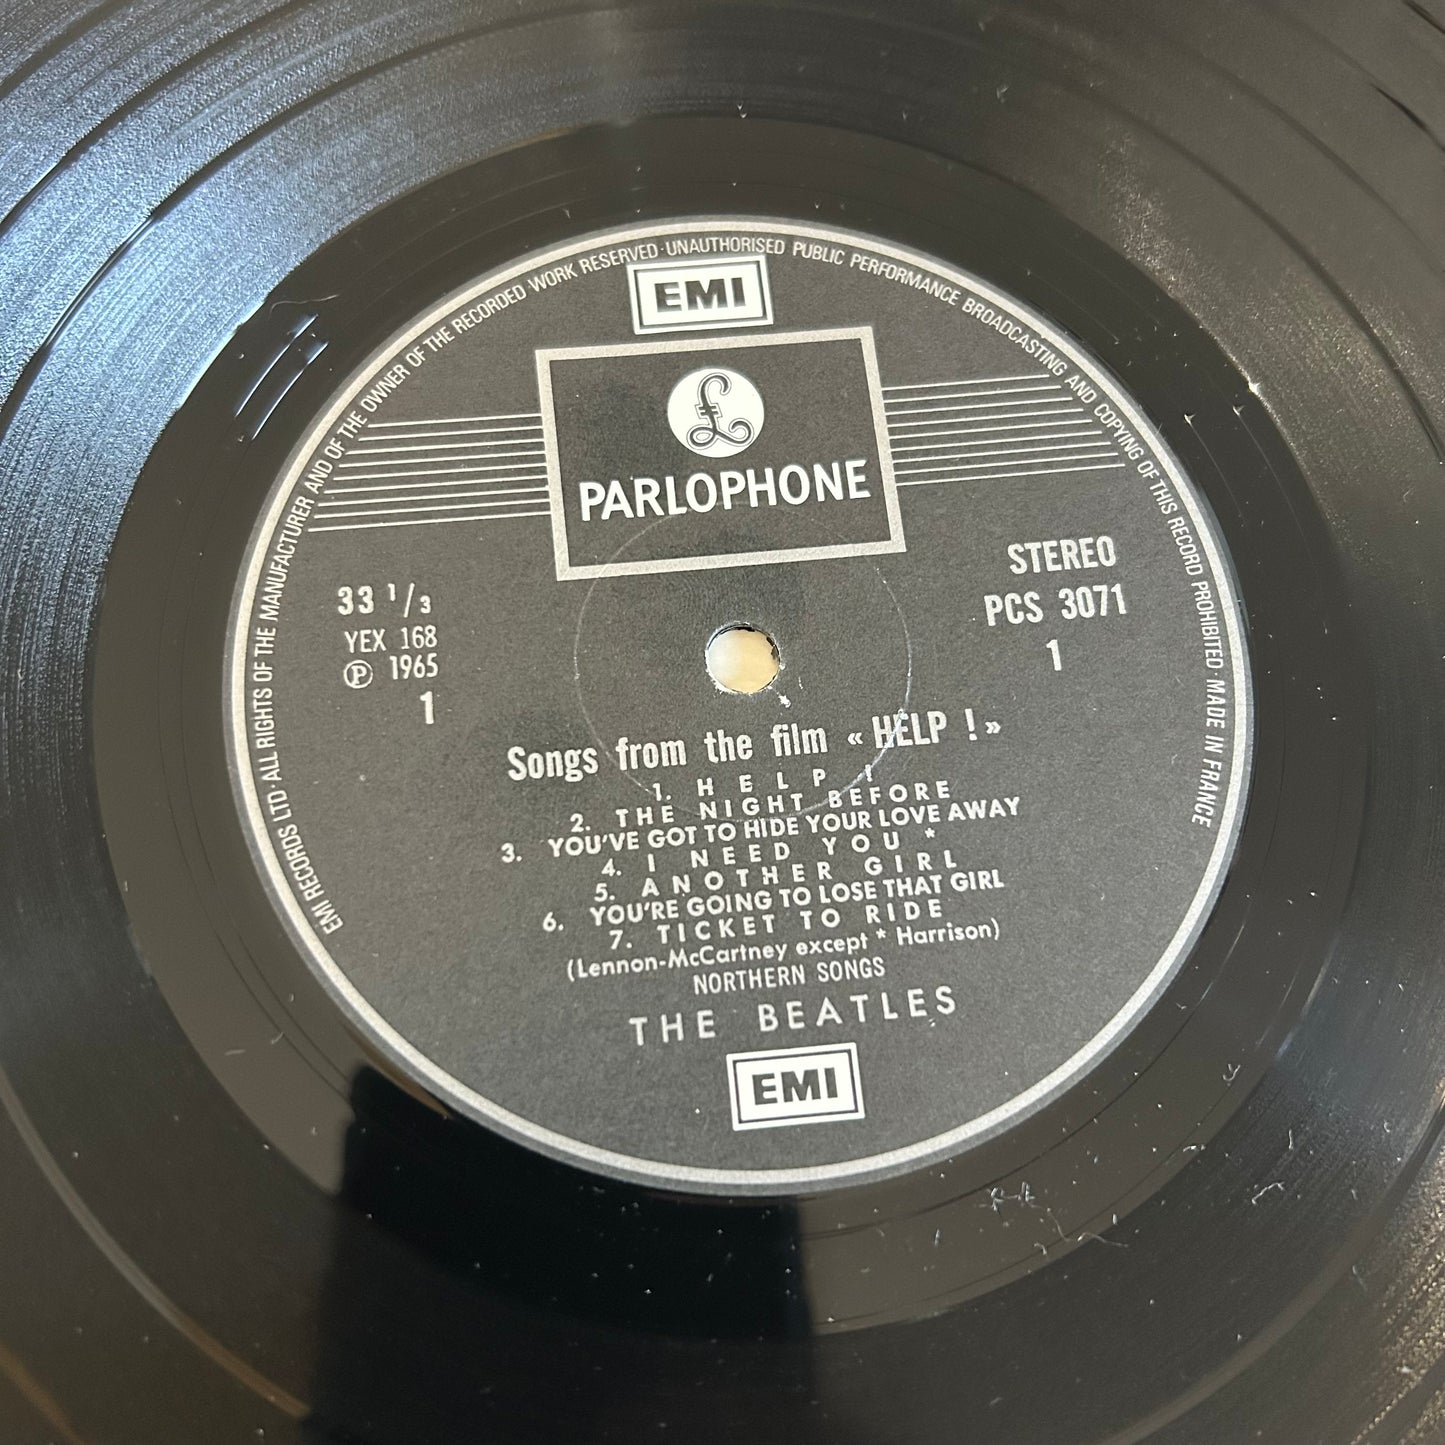 EMI RECORDS LTD · ALL RIGHTS OF THE MANUFACTURER AND OF THE OWNER OF THE RECORDED WORK RESERVED · UNAUTHORISED PUBLIC PERFORMANCE BROADCASTING AND COPYING OF THIS RECORD PROHIBITED · MADE IN FRANCE
EMI
£
PARLOPHONE
33 1/3
YEX 168
Ⓟ 1965
1
STEREO
PCS 3071
1
Songs from the film « HELP ! »
1. HELP !
2. THE NIGHT BEFORE
3. YOU'VE GOT TO HIDE YOUR LOVE AWAY
4. I NEED YOU *
5. ANOTHER GIRL
6. YOU'RE GOING TO LOSE THAT GIRL
7. TICKET TO RIDE
(Lennon-McCartney except * Harrison)
NORTHERN SONGS
THE BEATLES
EMI